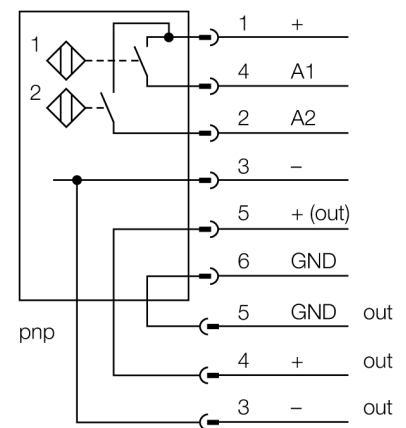 1 1 +
4 A1
2 2 A2
3 –
5 + (out)
6 GND
5 GND out
pnp
4 + out
3 – out